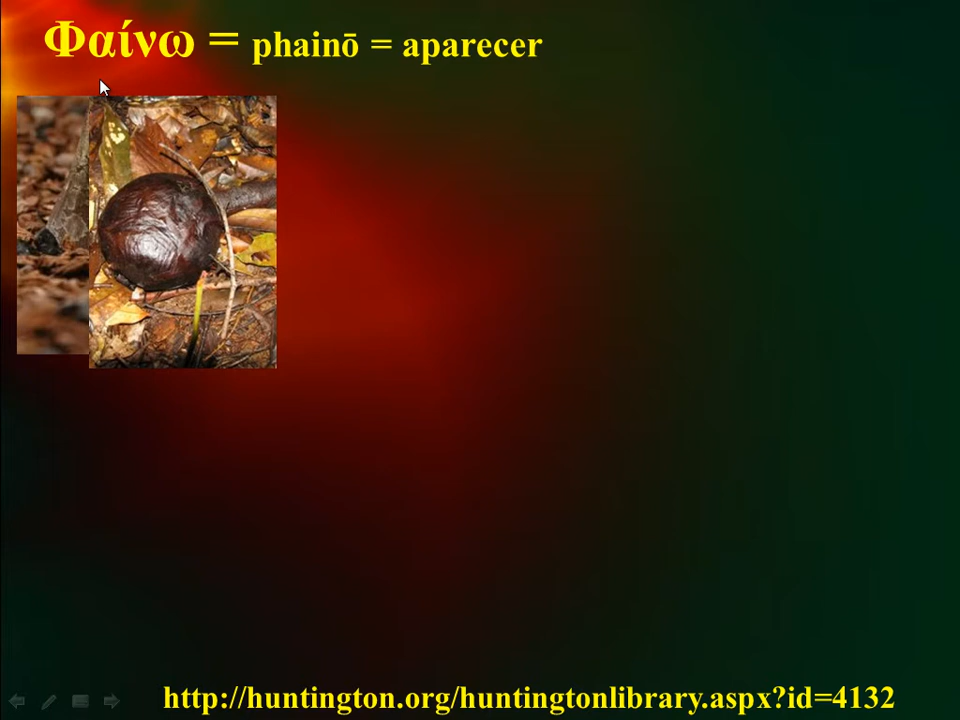 Φαίνω = phainō = aparecer
http://huntington.org/huntingtonlibrary.aspx?id=4132